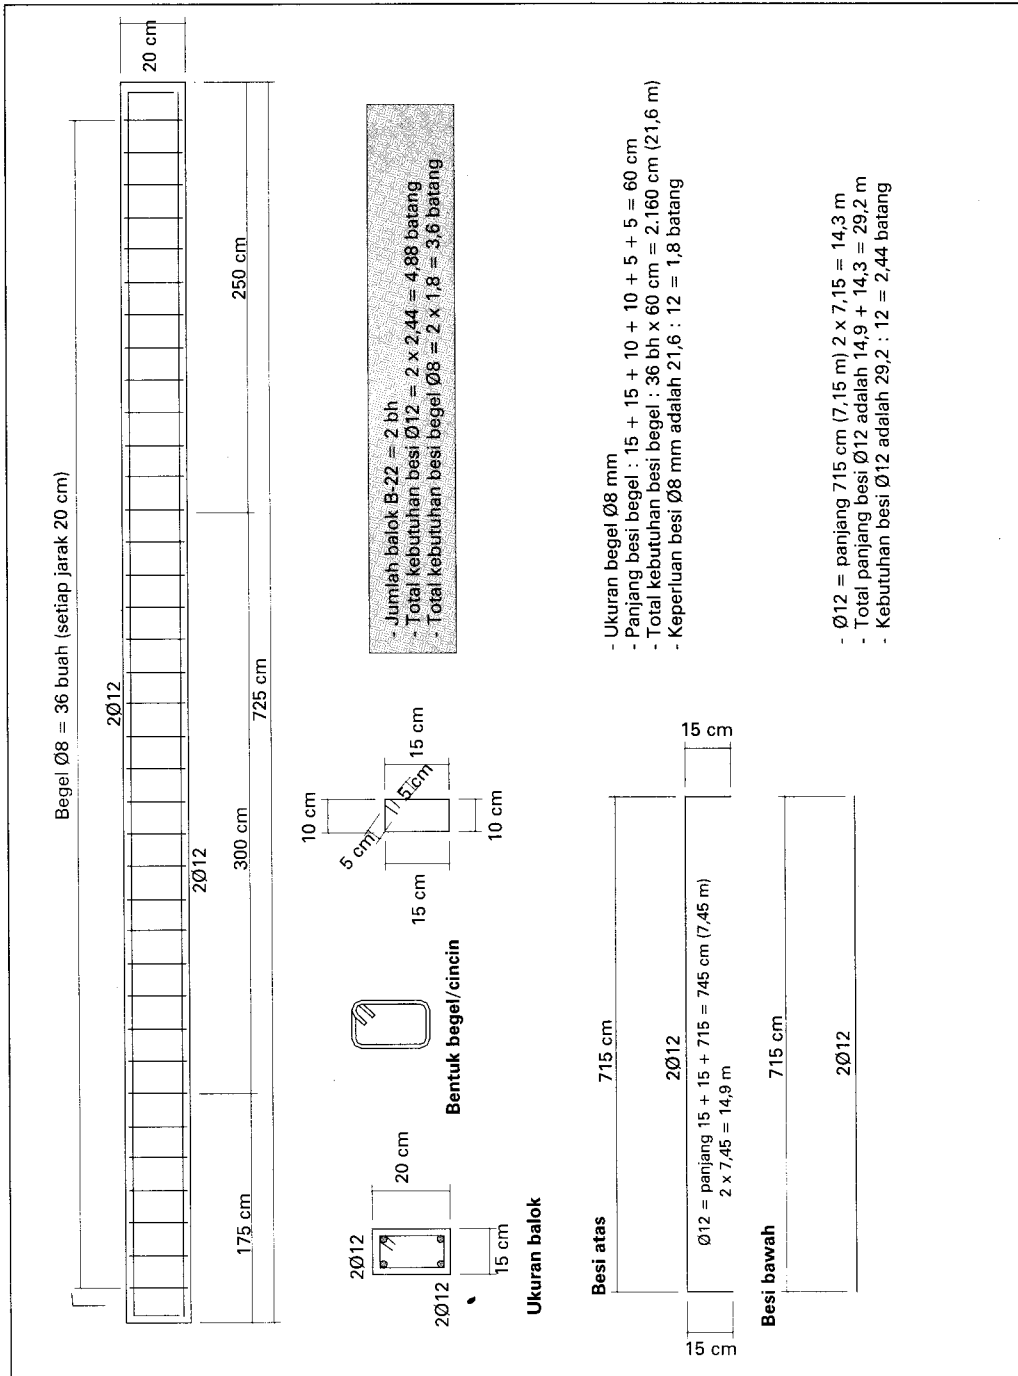 Begel Ø8 = 36 buah (setiap jarak 20 cm)
20 cm
2Ø12
2Ø12
175 cm
300 cm
250 cm
725 cm
2Ø12
2Ø12
20 cm
15 cm
Ukuran balok
Bentuk begel/cincin
10 cm
5 cm
5 cm
15 cm
15 cm
10 cm
- Jumlah balok B-22 = 2 bh
- Total kebutuhan besi Ø12 = 2 x 2,44 = 4,88 batang
- Total kebutuhan besi begel Ø8 = 2 x 1,8 = 3,6 batang
Besi atas
715 cm
2Ø12
15 cm
15 cm
Ø12 = panjang 15 + 15 + 715 = 745 cm (7,45 m)
2 x 7,45 = 14,9 m
Besi bawah
715 cm
2Ø12
- Ukuran begel Ø8 mm
- Panjang besi begel : 15 + 15 + 10 + 10 + 5 + 5 = 60 cm
- Total kebutuhan besi begel : 36 bh x 60 cm = 2.160 cm (21,6 m)
- Keperluan besi Ø8 mm adalah 21,6 : 12 = 1,8 batang
- Ø12 = panjang 715 cm (7,15 m) 2 x 7,15 = 14,3 m
- Total panjang besi Ø12 adalah 14,9 + 14,3 = 29,2 m
- Kebutuhan besi Ø12 adalah 29,2 : 12 = 2,44 batang